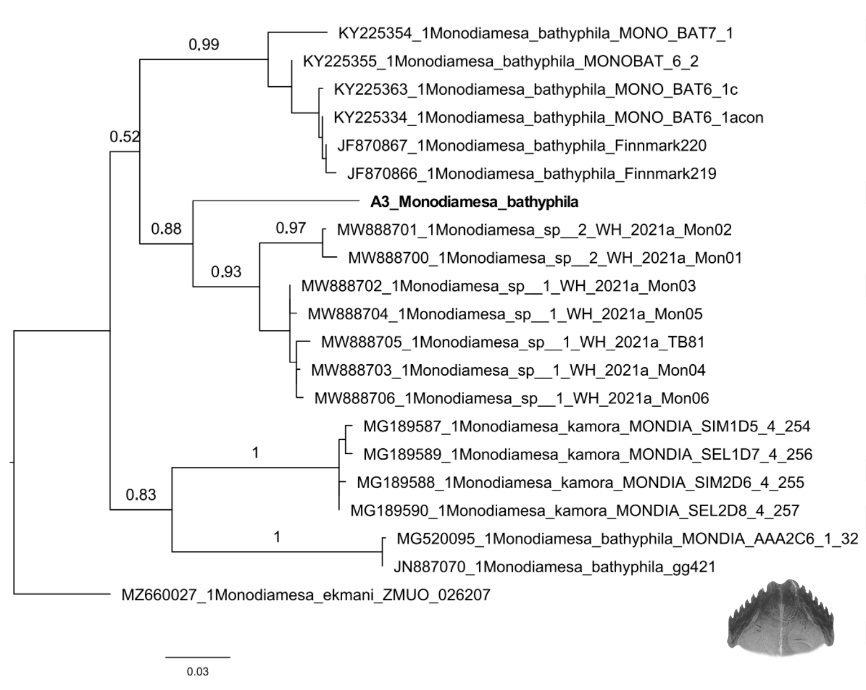 KY225354_1Monodiamesa_bathyphila_MONO_BAT7_1
0,99
KY225355_1Monodiamesa_bathyphila_MONOBAT_6_2
KY225363_1Monodiamesa_bathyphila_MONO_BAT6_1c
KY225334_1Monodiamesa_bathyphila_MONO_BAT6_1acon
0.52
JF870867_1Monodiamesa_bathyphila_Finnmark220
JF870866_1Monodiamesa_bathyphila_Finnmark219
A3_Monodiamesa_bathyphila
0.88
0.97
MW888701_1Monodiamesa_sp__2_WH_2021a_Mon02
MW888700_1Monodiamesa_sp__2_WH_2021a_Mon01
0.93
MW888702_1Monodiamesa_sp__1_WH_2021a_Mon03
MW888704_1Monodiamesa_sp__1_WH_2021a_Mon05
MW888705_1Monodiamesa_sp__1_WH_2021a_TB81
MW888703_1Monodiamesa_sp__1_WH_2021a_Mon04
MW888706_1Monodiamesa_sp__1_WH_2021a_Mon06
MG189587_1Monodiamesa_kamora_MONDIA_SIM1D5_4_254
1
MG189589_1Monodiamesa_kamora_MONDIA_SEL1D7_4_256
MG189588_1Monodiamesa_kamora_MONDIA_SIM2D6_4_255
0.83
MG189590_1Monodiamesa_kamora_MONDIA_SEL2D8_4_257
1
MG520095_1Monodiamesa_bathyphila_MONDIA_AAA2C6_1_32
JN887070_1Monodiamesa_bathyphila_gg421
MZ660027_1Monodiamesa_ekmani_ZMUO_026207
0.03